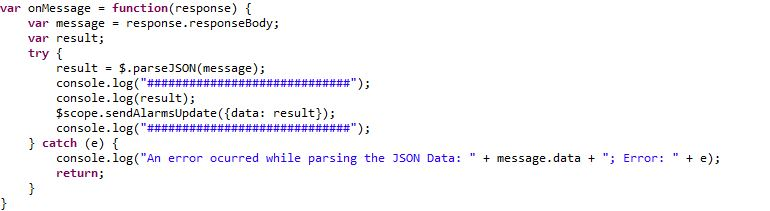 var onMessage = function(response) {
    var message = response.responseBody;
    var result;
    try {
        result = $.parseJSON(message);
        console.log("#############################");
        console.log(result);
        $scope.sendAlarmsUpdate({data: result});
        console.log("#############################");
    } catch (e) {
        console.log("An error ocurred while parsing the JSON Data: " + message.data + "; Error: " + e);
        return;
    }
}